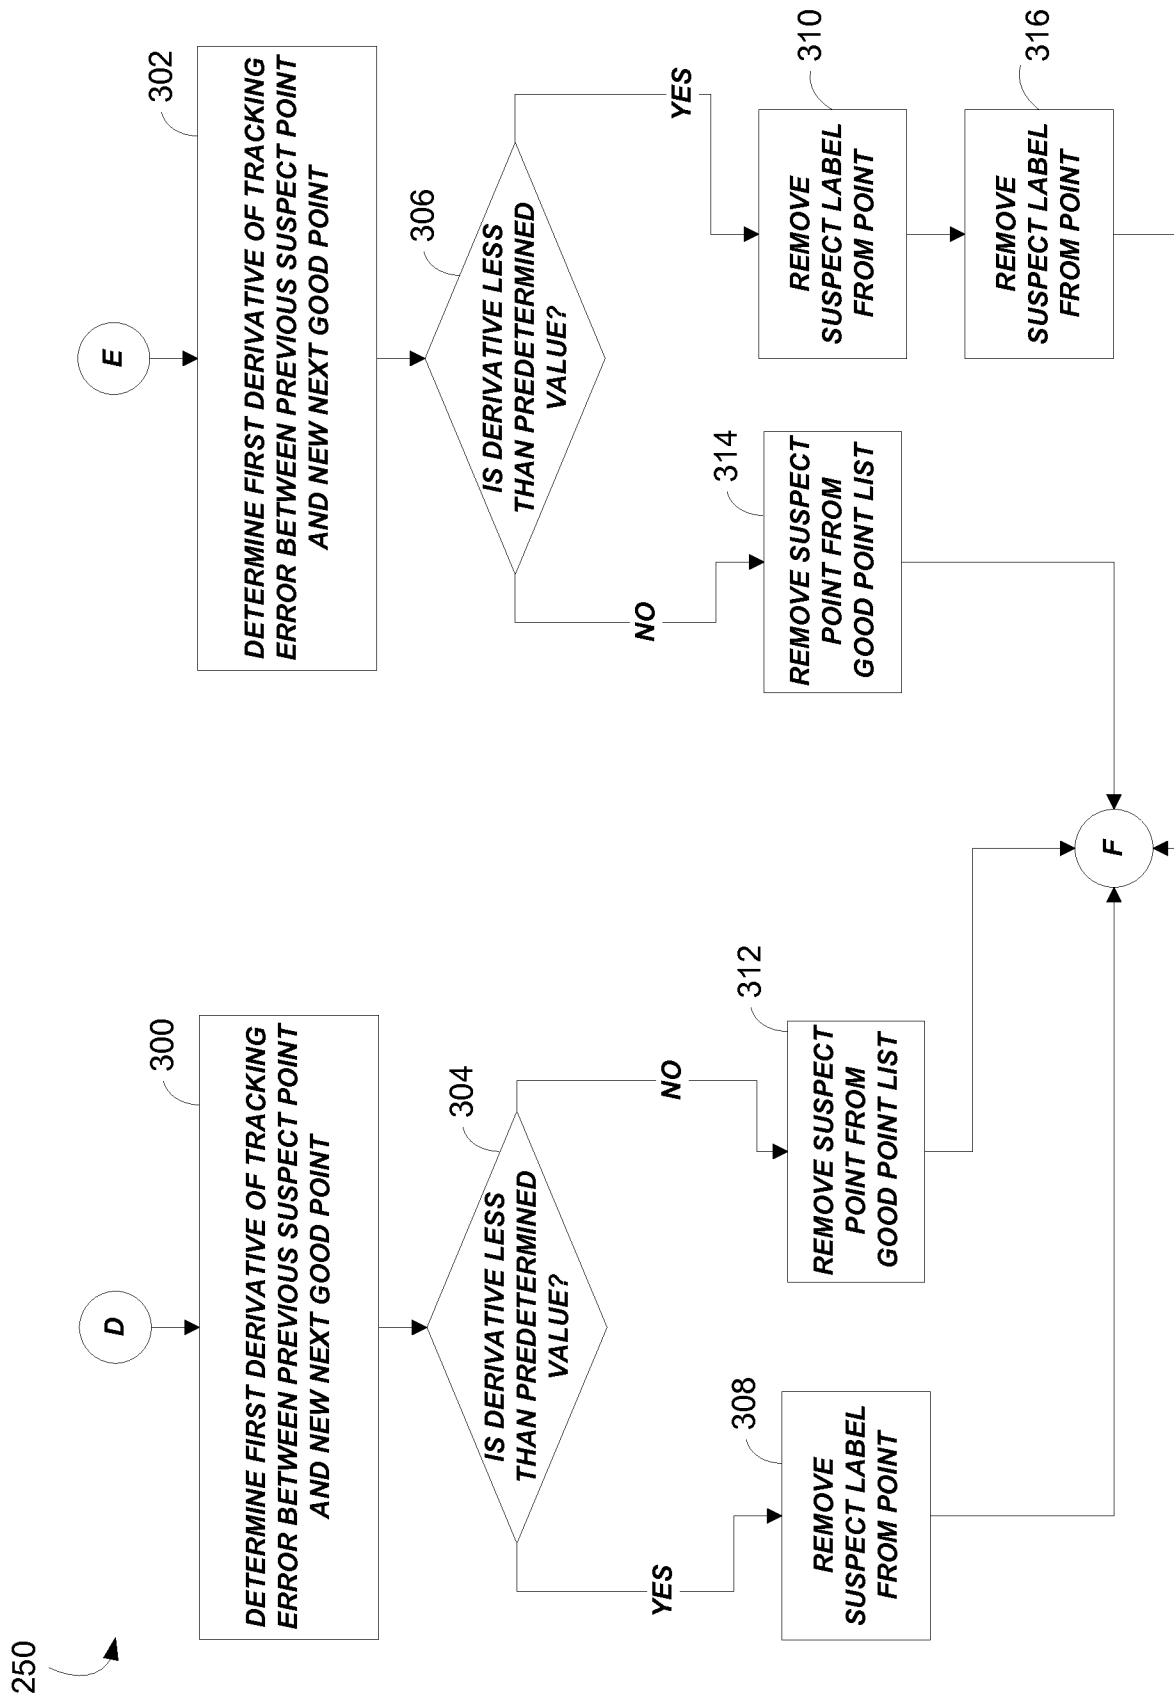 250
D
300
DETERMINE FIRST DERIVATIVE OF TRACKING
ERROR BETWEEN PREVIOUS SUSPECT POINT
AND NEW NEXT GOOD POINT
304
IS DERIVATIVE LESS
THAN PREDETERMINED
VALUE?
YES
NO
308
REMOVE
SUSPECT LABEL
FROM POINT
312
REMOVE SUSPECT
POINT FROM
GOOD POINT LIST
E
302
DETERMINE FIRST DERIVATIVE OF TRACKING
ERROR BETWEEN PREVIOUS SUSPECT POINT
AND NEW NEXT GOOD POINT
306
IS DERIVATIVE LESS
THAN PREDETERMINED
VALUE?
NO
YES
314
REMOVE SUSPECT
POINT FROM
GOOD POINT LIST
310
REMOVE
SUSPECT LABEL
FROM POINT
316
REMOVE
SUSPECT LABEL
FROM POINT
F